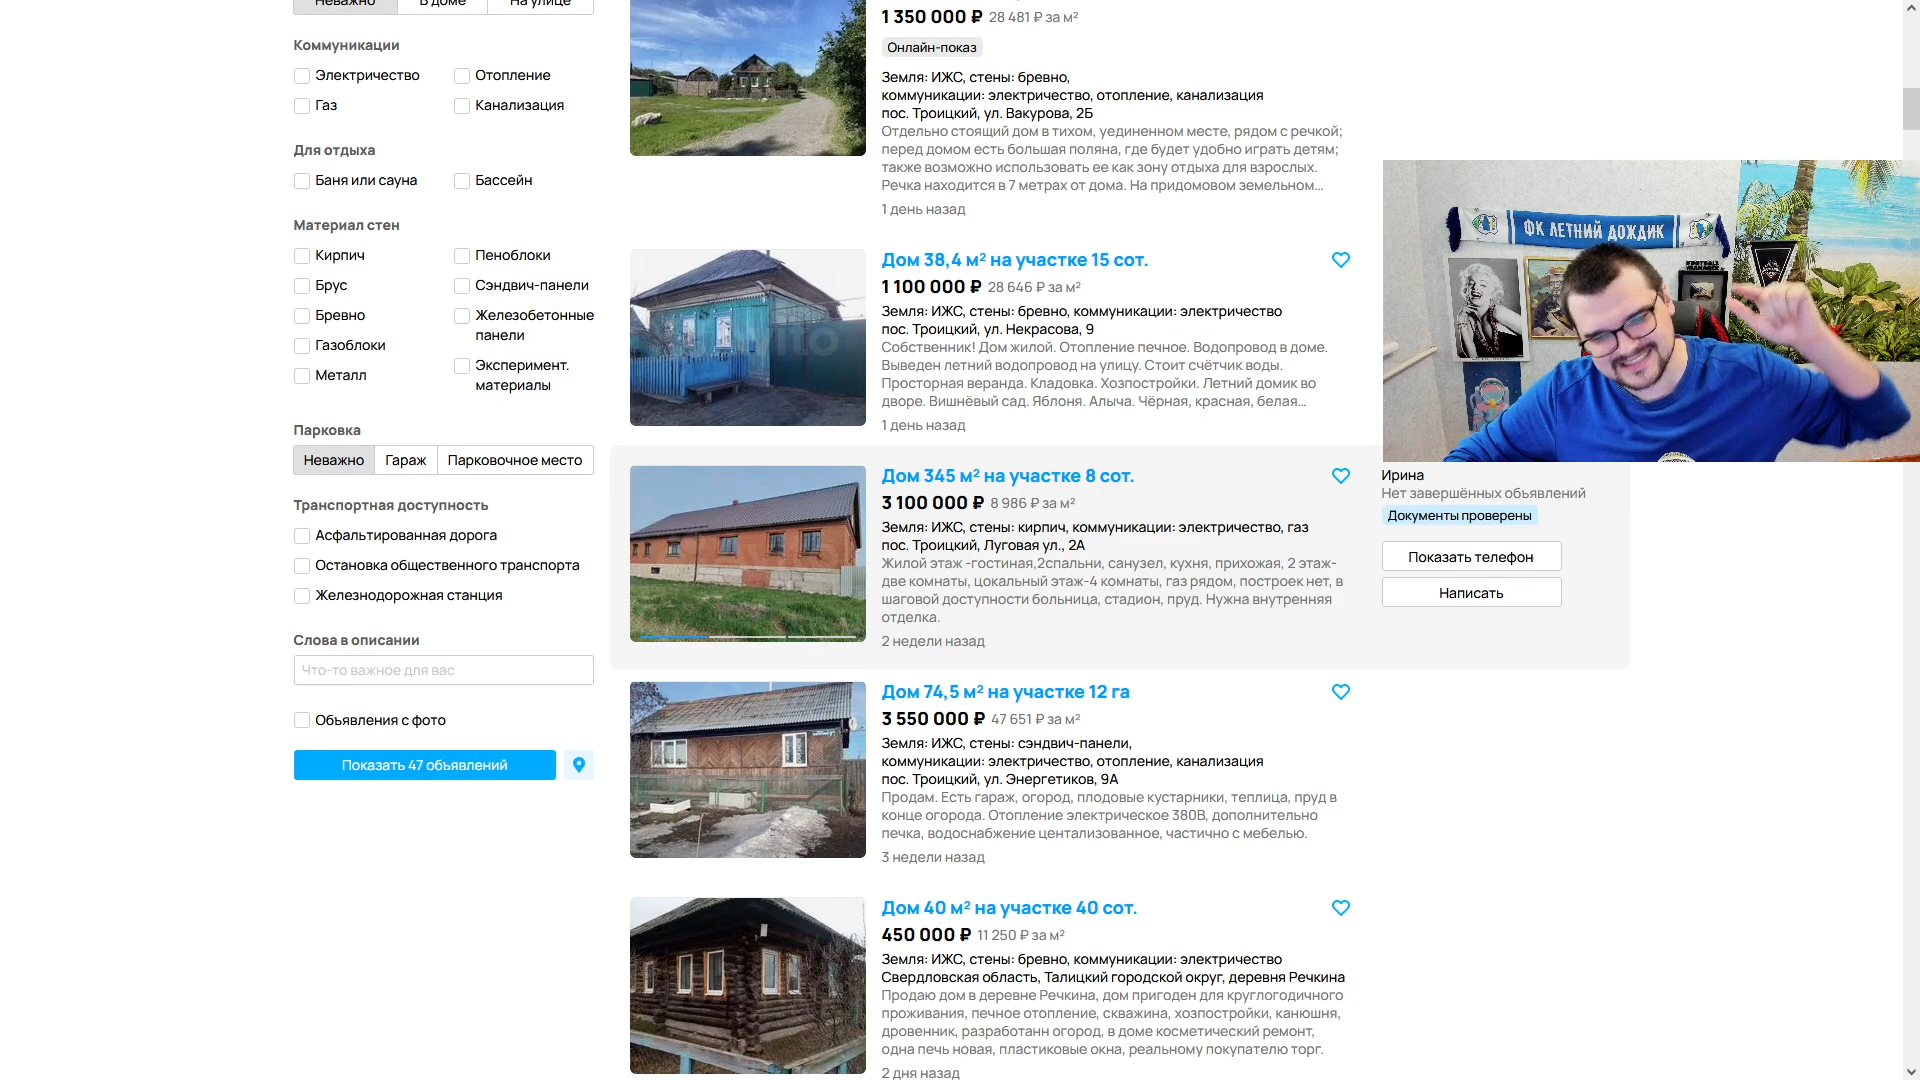 Неважно
В доме
На улице
Коммуникации
Электричество
Отопление
Газ
Канализация
Для отдыха
Баня или сауна
Бассейн
Материал стен
Кирпич
Пеноблоки
Брус
Сэндвич-панели
Бревно
Железобетонные
панели
Газоблоки
Эксперимент.
материалы
Металл
Парковка
Неважно
Гараж
Парковочное место
Транспортная доступность
Асфальтированная дорога
Остановка общественного транспорта
Железнодорожная станция
Слова в описании
Что-то важное для вас
Объявления с фото
Показать 47 объявлений
1 350 000 ₽ 28 481 ₽ за м²
Онлайн-показ
Земля: ИЖС, стены: бревно,
коммуникации: электричество, отопление, канализация
пос. Троицкий, ул. Вакурова, 2Б
Отдельно стоящий дом в тихом, уединенном месте, рядом с речкой;
перед домом есть большая поляна, где будет удобно играть детям;
также возможно использовать ее как зону отдыха для взрослых.
Речка находится в 7 метрах от дома. На придомовом земельном...
1 день назад
Дом 38,4 м² на участке 15 сот.
1 100 000 ₽ 28 646 ₽ за м²
Земля: ИЖС, стены: бревно, коммуникации: электричество
пос. Троицкий, ул. Некрасова, 9
Собственник! Дом жилой. Отопление печное. Водопровод в доме.
Выведен летний водопровод на улицу. Стоит счётчик воды.
Просторная веранда. Кладовка. Хозпостройки. Летний домик во
дворе. Вишнёвый сад. Яблоня. Алыча. Чёрная, красная, белая...
1 день назад
Дом 345 м² на участке 8 сот.
3 100 000 ₽ 8 986 ₽ за м²
Земля: ИЖС, стены: кирпич, коммуникации: электричество, газ
пос. Троицкий, Луговая ул., 2А
Жилой этаж -гостиная,2спальни, санузел, кухня, прихожая, 2 этаж-
две комнаты, цокальный этаж-4 комнаты, газ рядом, построек нет, в
шаговой доступности больница, стадион, пруд. Нужна внутренняя
отделка.
2 недели назад
Дом 74,5 м² на участке 12 га
3 550 000 ₽ 47 651 ₽ за м²
Земля: ИЖС, стены: сэндвич-панели,
коммуникации: электричество, отопление, канализация
пос. Троицкий, ул. Энергетиков, 9А
Продам. Есть гараж, огород, плодовые кустарники, теплица, пруд в
конце огорода. Отопление электрическое 380В, дополнительно
печка, водоснабжение централизованное, частично с мебелью.
3 недели назад
Дом 40 м² на участке 40 сот.
450 000 ₽ 11 250 ₽ за м²
Земля: ИЖС, стены: бревно, коммуникации: электричество
Свердловская область, Талицкий городской округ, деревня Речкина
Продаю дом в деревне Речкина, дом пригоден для круглогодичного
проживания, печное отопление, скважина, хозпостройки, канюшня,
дровенник, разработанн огород, в доме косметический ремонт,
одна печь новая, пластиковые окна, реальному покупателю торг.
2 дня назад
ФК ЛЕТНИЙ ДОЖДИК
Ирина
Нет завершённых объявлений
Документы проверены
Показать телефон
Написать